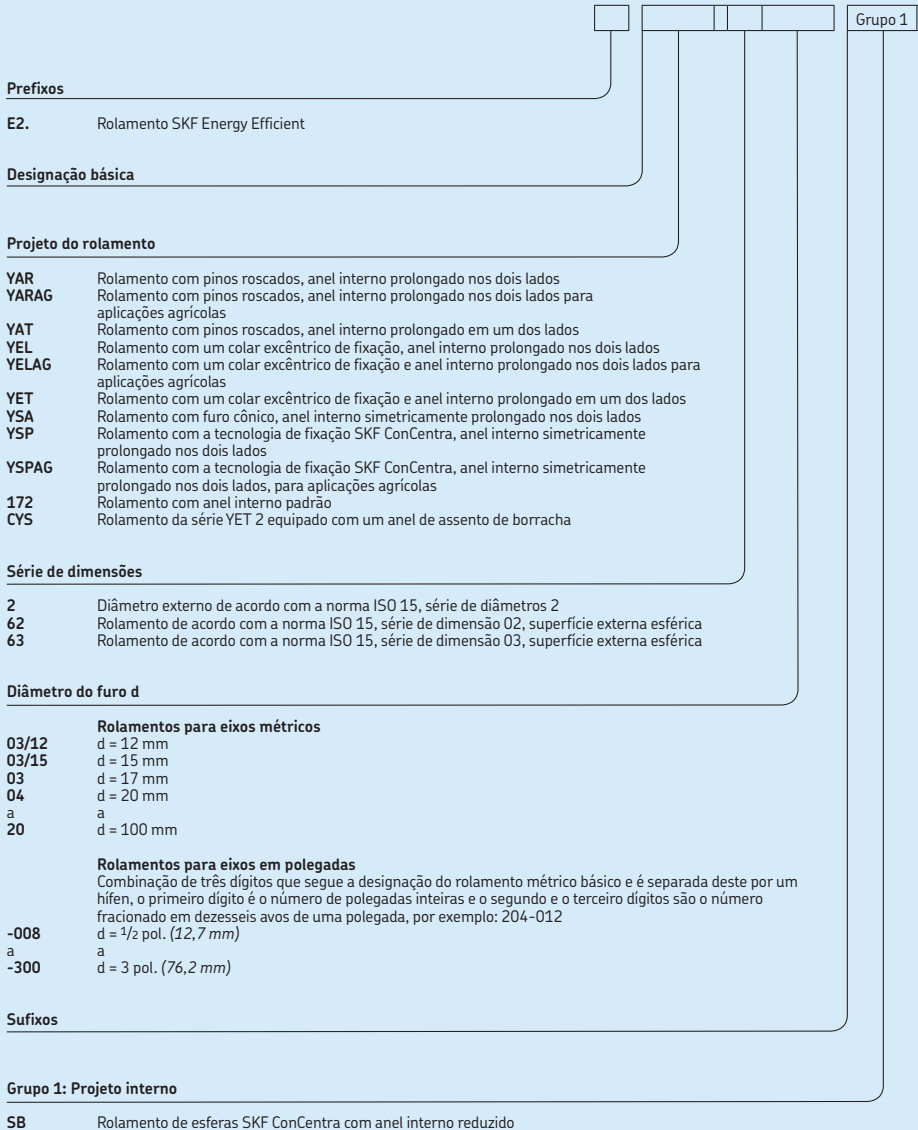 Grupo 1
Prefixos
E2. Rolamento SKF Energy Efficient
Designação básica
Projeto do rolamento
YAR Rolamento com pinos roscados, anel interno prolongado nos dois lados
YARAG Rolamento com pinos roscados, anel interno prolongado nos dois lados para
aplicações agrícolas
YAT Rolamento com pinos roscados, anel interno prolongado em um dos lados
YEL Rolamento com um colar excêntrico de fixação, anel interno prolongado nos dois lados
YELAG Rolamento com um colar excêntrico de fixação e anel interno prolongado nos dois lados para
aplicações agrícolas
YET Rolamento com um colar excêntrico de fixação e anel interno prolongado em um dos lados
YSA Rolamento com furo cônico, anel interno simetricamente prolongado nos dois lados
YSP Rolamento com a tecnologia de fixação SKF ConCentra, anel interno simetricamente
prolongado nos dois lados
YSPAG Rolamento com a tecnologia de fixação SKF ConCentra, anel interno simetricamente
prolongado nos dois lados, para aplicações agrícolas
172 Rolamento com anel interno padrão
CYS Rolamento da série YET 2 equipado com um anel de assento de borracha
Série de dimensões
2 Diâmetro externo de acordo com a norma ISO 15, série de diâmetros 2
62 Rolamento de acordo com a norma ISO 15, série de dimensão 02, superfície externa esférica
63 Rolamento de acordo com a norma ISO 15, série de dimensão 03, superfície externa esférica
Diâmetro do furo d
Rolamentos para eixos métricos
03/12 d = 12 mm
03/15 d = 15 mm
03 d = 17 mm
04 d = 20 mm
a a
20 d = 100 mm
Rolamentos para eixos em polegadas
Combinação de três dígitos que segue a designação do rolamento métrico básico e é separada deste por um
hífen, o primeiro dígito é o número de polegadas inteiras e o segundo e o terceiro dígitos são o número
fracionado em dezesseis avos de uma polegada, por exemplo: 204-012
-008 d = 1/2 pol. (12,7 mm)
a a
-300 d = 3 pol. (76,2 mm)
Sufixos
Grupo 1: Projeto interno
SB Rolamento de esferas SKF ConCentra com anel interno reduzido